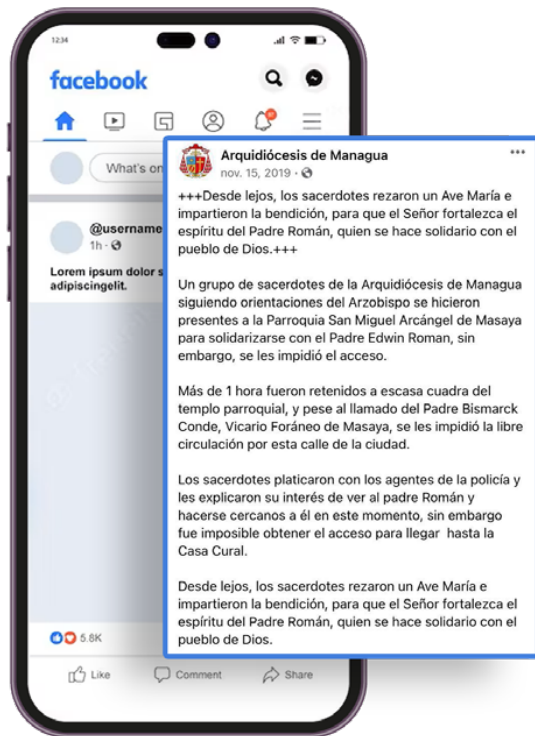 12:34
facebook
What's on
@username
1h ·
Lorem ipsum dolor s
adipiscingelit.
Arquidiócesis de Managua
nov. 15, 2019 ·
+++Desde lejos, los sacerdotes rezaron un Ave María e
impartieron la bendición, para que el Señor fortalezca el
espíritu del Padre Román, quien se hace solidario con el
pueblo de Dios.+++
Un grupo de sacerdotes de la Arquidiócesis de Managua
siguiendo orientaciones del Arzobispo se hicieron
presentes a la Parroquia San Miguel Arcángel de Masaya
para solidarizarse con el Padre Edwin Roman, sin
embargo, se les impidió el acceso.
Más de 1 hora fueron retenidos a escasa cuadra del
templo parroquial, y pese al llamado del Padre Bismarck
Conde, Vicario Foráneo de Masaya, se les impidió la libre
circulación por esta calle de la ciudad.
Los sacerdotes platicaron con los agentes de la policía y
les explicaron su interés de ver al padre Román y
hacerse cercanos a él en este momento, sin embargo
fue imposible obtener el acceso para llegar hasta la
Casa Cural.
Desde lejos, los sacerdotes rezaron un Ave María e
impartieron la bendición, para que el Señor fortalezca el
espíritu del Padre Román, quien se hace solidario con el
pueblo de Dios.
5.8K
Like Comment Share